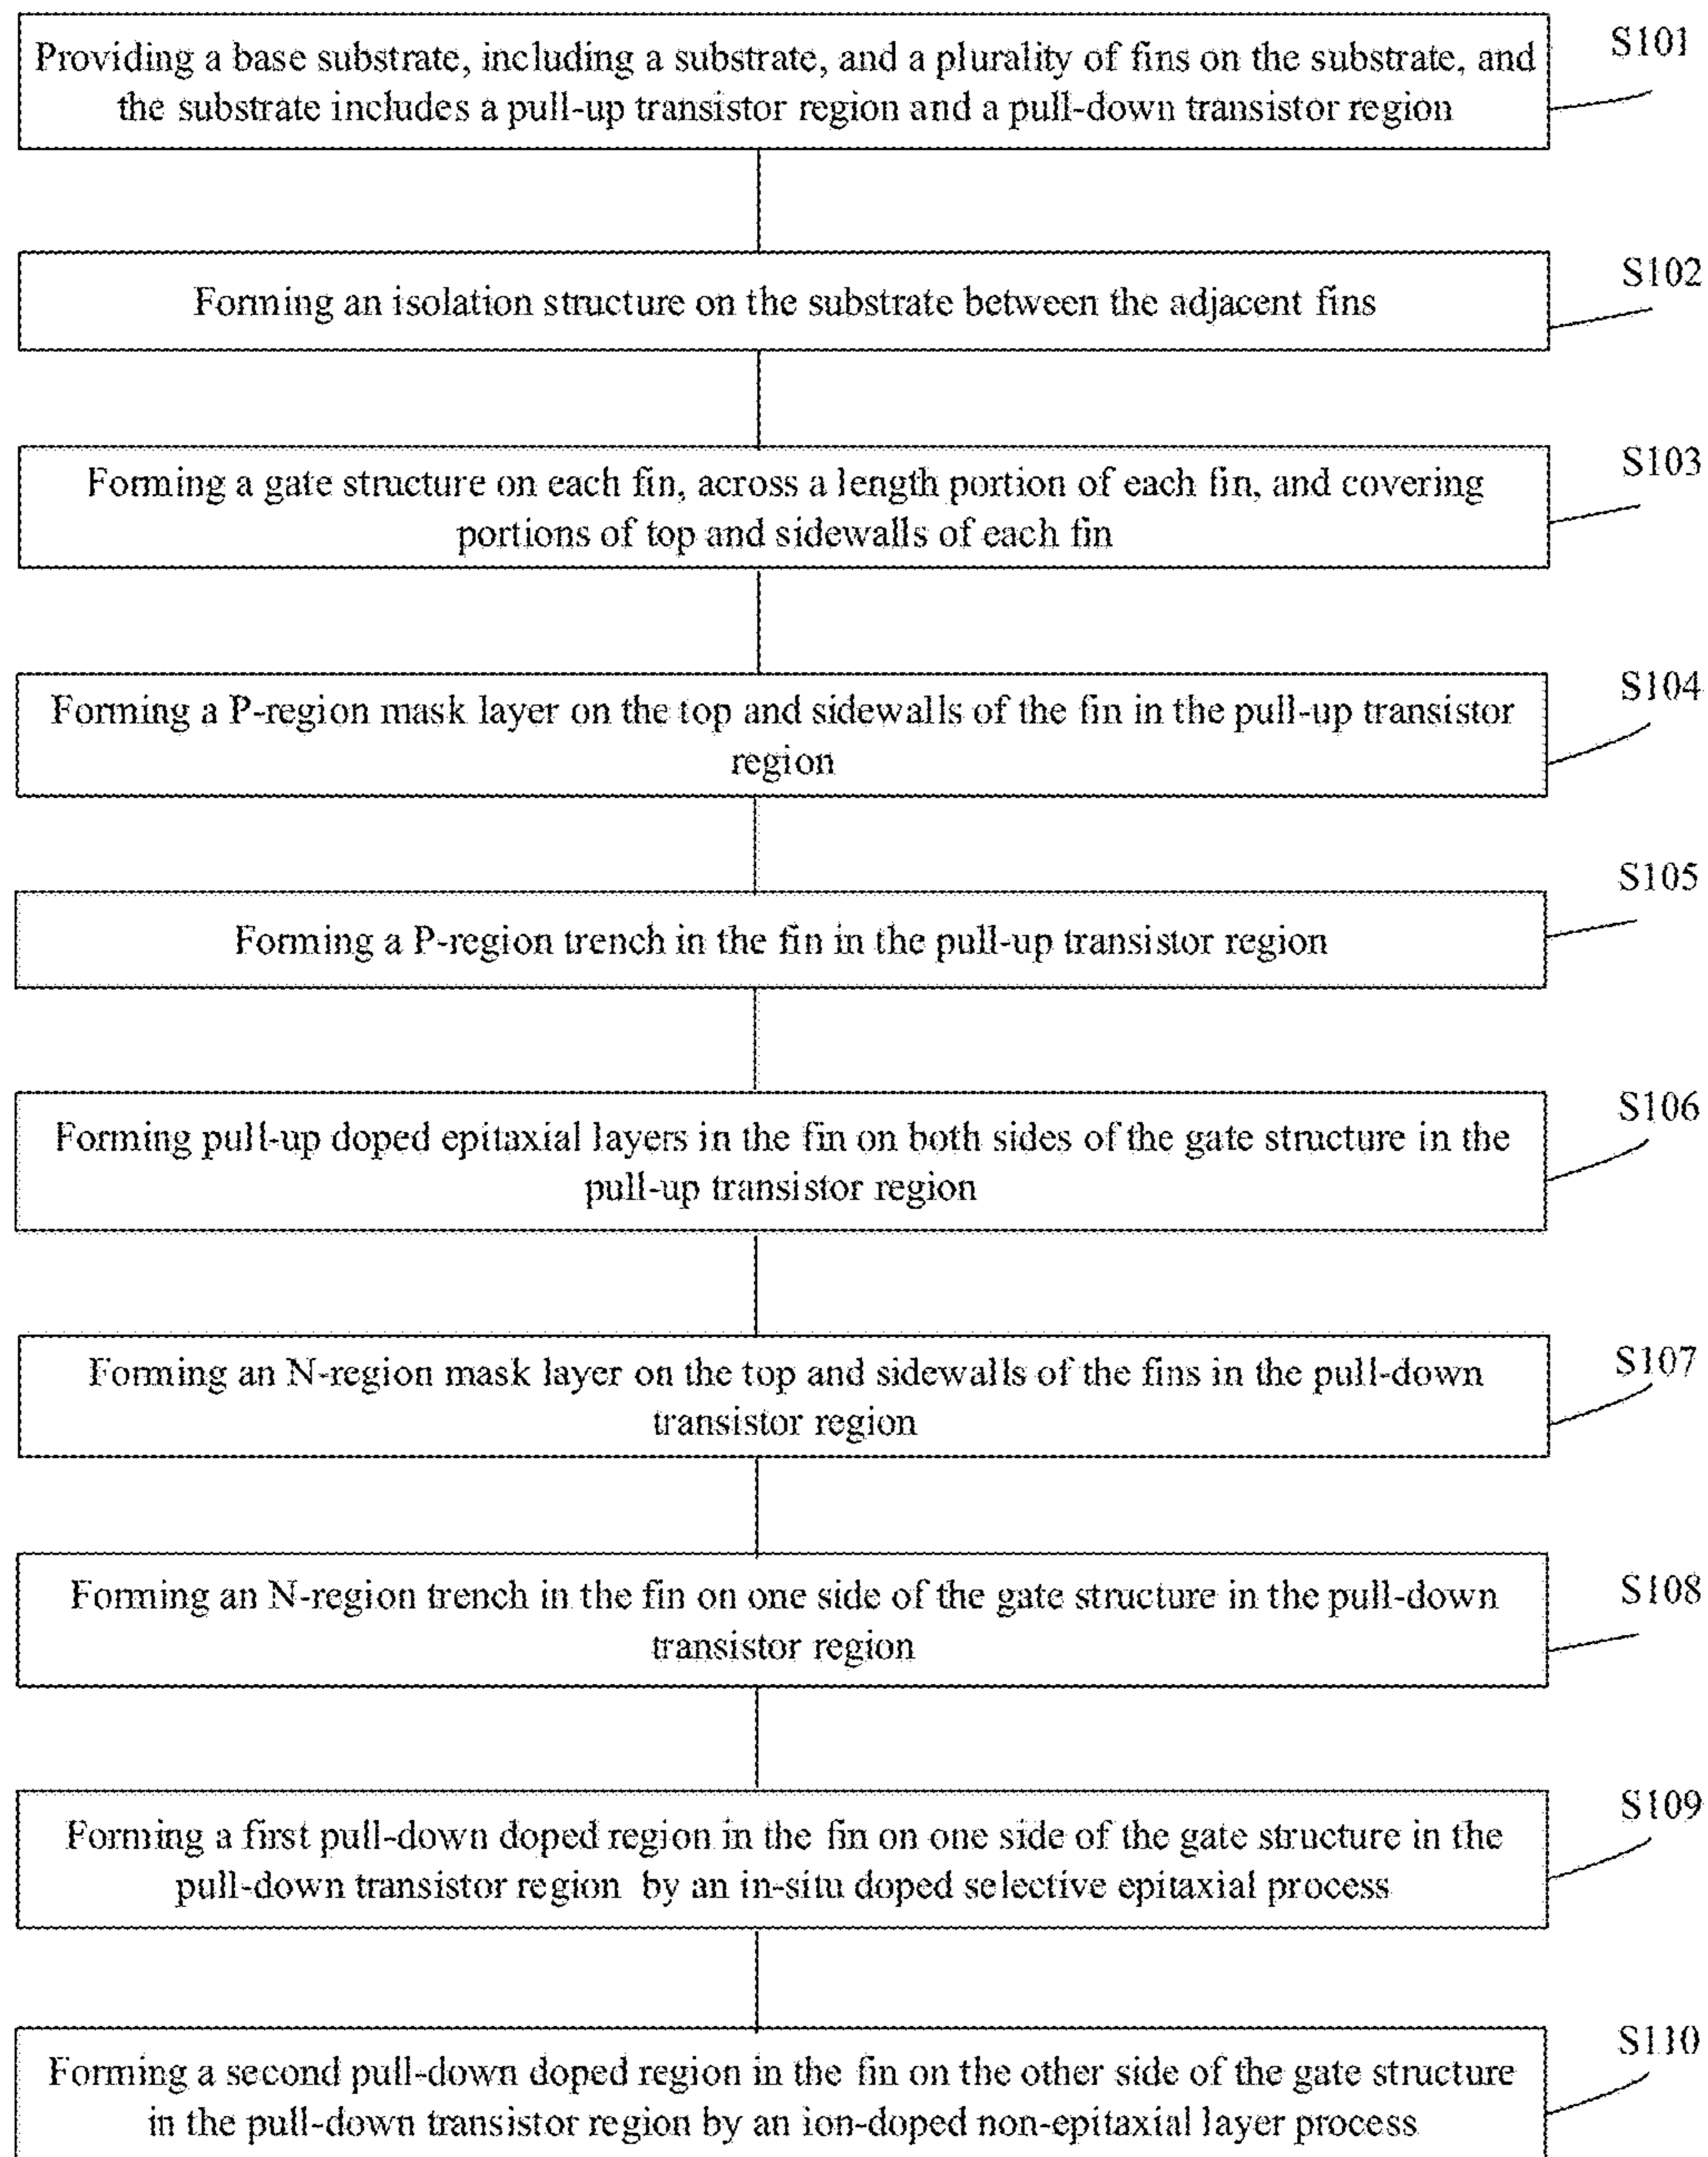 Providing a base substrate, including a substrate, and a plurality of fins on the substrate, and
the substrate includes a pull-up transistor region and a pull-down transistor region
S101
Forming an isolation structure on the substrate between the adjacent fins
S102
Forming a gate structure on each fin, across a length portion of each fin, and covering
portions of top and sidewalls of each fin
S103
Forming a P-region mask layer on the top and sidewalls of the fin in the pull-up transistor
region
S104
Forming a P-region trench in the fin in the pull-up transistor region
S105
Forming pull-up doped epitaxial layers in the fin on both sides of the gate structure in the
pull-up transistor region
S106
Forming an N-region mask layer on the top and sidewalls of the fins in the pull-down
transistor region
S107
Forming an N-region trench in the fin on one side of the gate structure in the pull-down
transistor region
S108
Forming a first pull-down doped region in the fin on one side of the gate structure in the
pull-down transistor region by an in-situ doped selective epitaxial process
S109
Forming a second pull-down doped region in the fin on the other side of the gate structure
in the pull-down transistor region by an ion-doped non-epitaxial layer process
S110